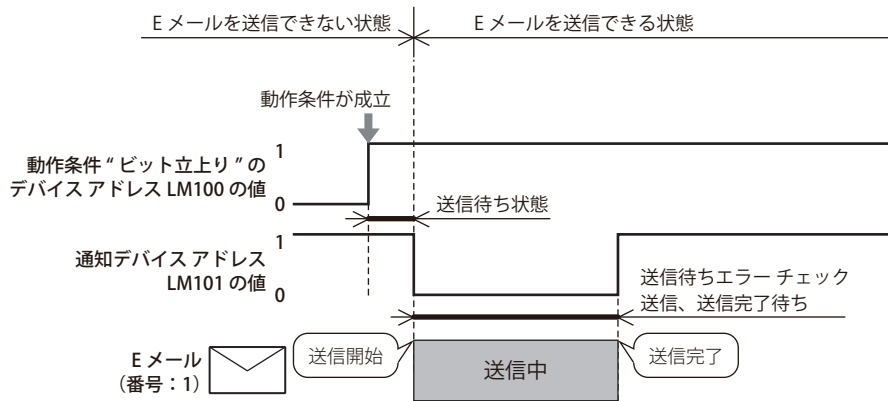 E メールを送信できない状態
E メールを送信できる状態
動作条件が成立
動作条件 “ ビット立上り ” の
デバイス アドレス LM100 の値
1
0
送信待ち状態
通知デバイス アドレス
LM101 の値
1
0
送信待ちエラー チェック
送信、送信完了待ち
E メール
（番号：1）
送信開始
送信中
送信完了